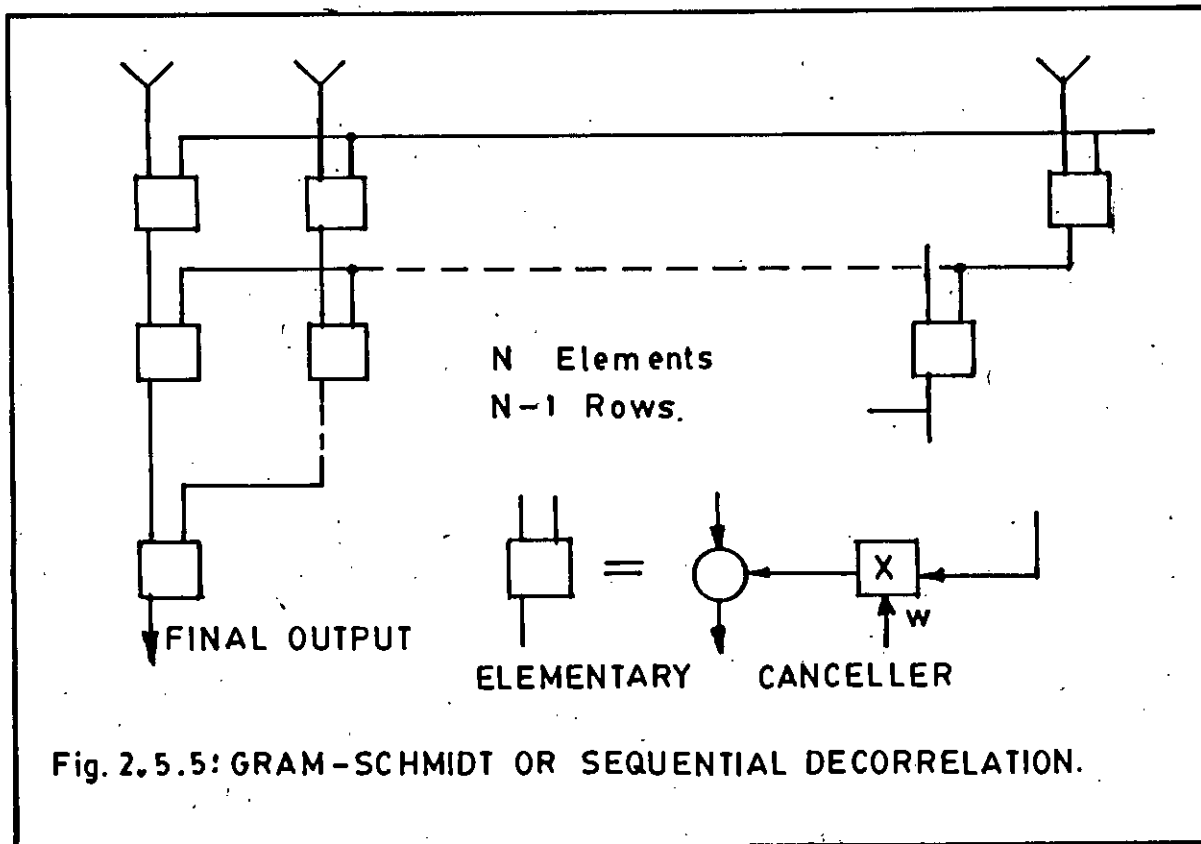 N Elements
N-1 Rows.
=
X
w
FINAL OUTPUT
ELEMENTARY CANCELLER
Fig. 2.5.5: GRAM-SCHMIDT OR SEQUENTIAL DECORRELATION.